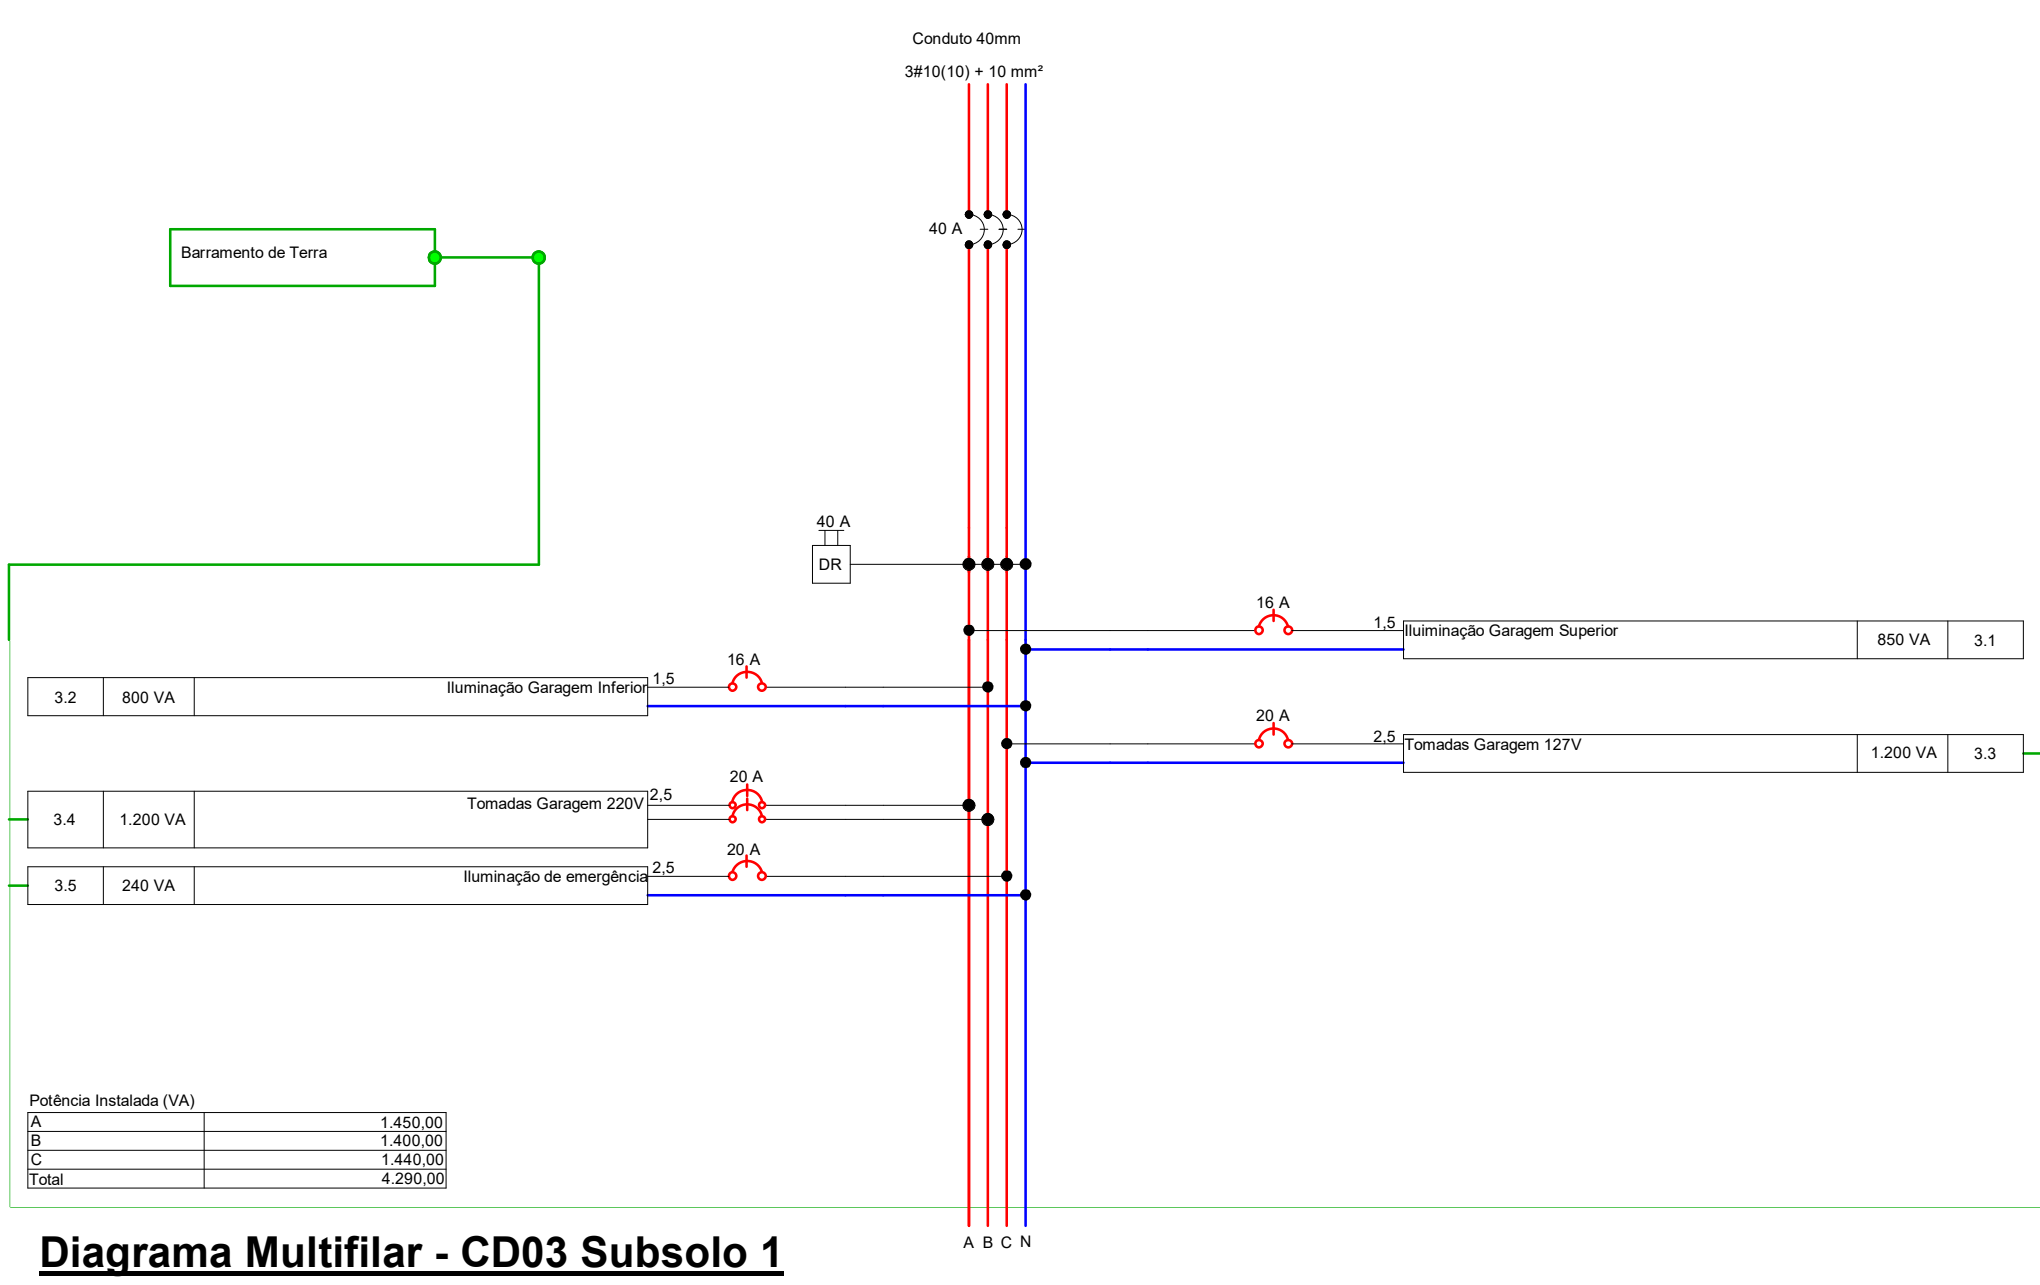 Conduto 40mm
3#10(10) + 10 mm²
40 A
Barramento de Terra
40 A
DR
16 A
1,5 Iluiminação Garagem Superior 850 VA 3.1
16 A
3.2 800 VA Iluminação Garagem Inferior 1,5
20 A
2,5 Tomadas Garagem 127V 1.200 VA 3.3
20 A
3.4 1.200 VA Tomadas Garagem 220V 2,5
20 A
3.5 240 VA Iluminação de emergência 2,5
Potência Instalada (VA)
A 1.450,00
B 1.400,00
C 1.440,00
Total 4.290,00
A B C N
Diagrama Multifilar - CD03 Subsolo 1